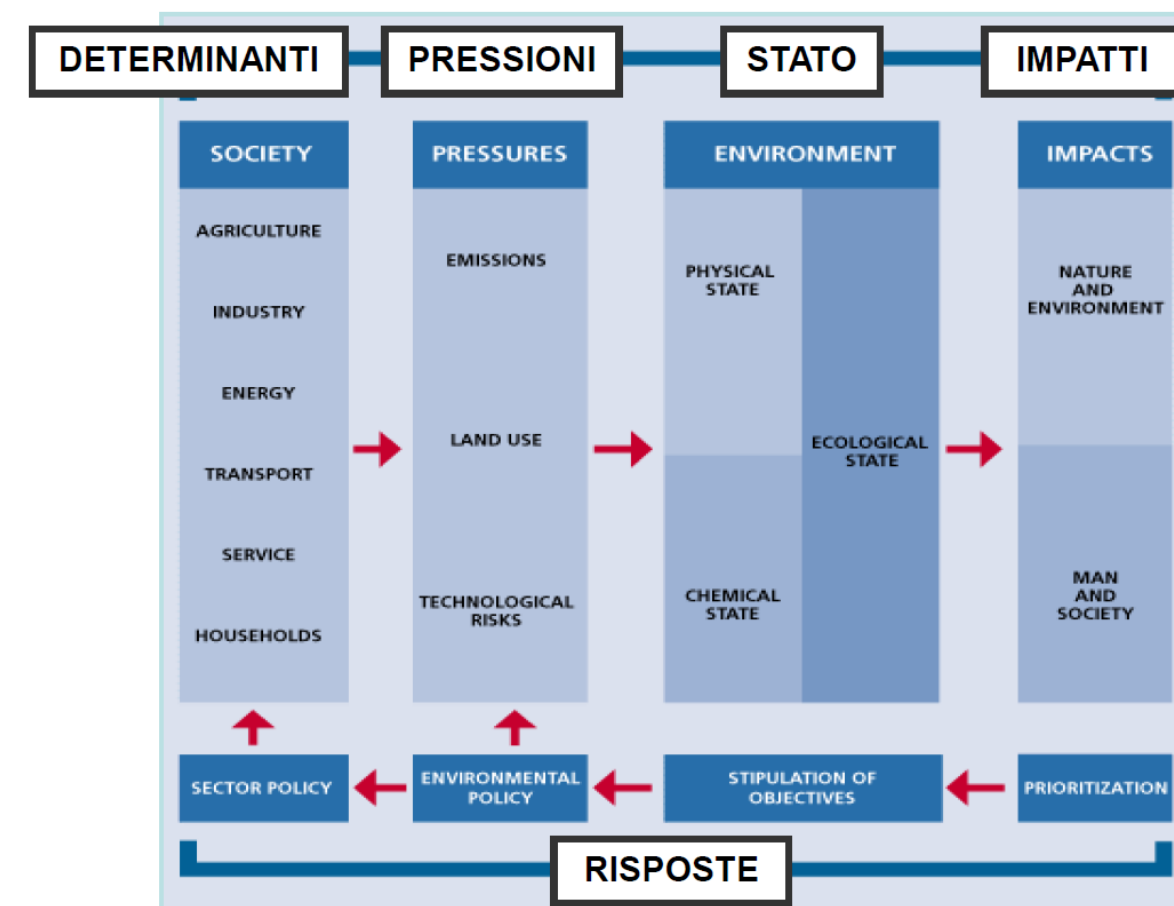 DETERMINANTI
PRESSIONI
STATO
IMPATTI
SOCIETY
AGRICULTURE
INDUSTRY
ENERGY
TRANSPORT
SERVICE
HOUSEHOLDS
PRESSURES
EMISSIONS
LAND USE
TECHNOLOGICAL
RISKS
ENVIRONMENT
PHYSICAL
STATE
CHEMICAL
STATE
ECOLOGICAL
STATE
IMPACTS
NATURE
AND
ENVIRONMENT
MAN
AND
SOCIETY
SECTOR POLICY
ENVIRONMENTAL
POLICY
STIPULATION OF
OBJECTIVES
PRIORITIZATION
RISPOSTE